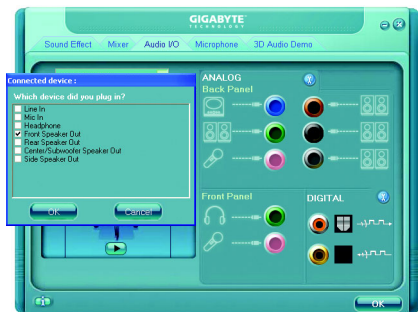 GIGABYTE
TECHNOLOGY
Sound Effect
Mixer
Audio I/O
Microphone
3D Audio Demo
Connected device :
Which device did you plug in?
Line In
Mic In
Headphone
Front Speaker Out
Rear Speaker Out
Center/Subwoofer Speaker Out
Side Speaker Out
OK
Cancel
ANALOG
Back Panel
Front Panel
DIGITAL
OK